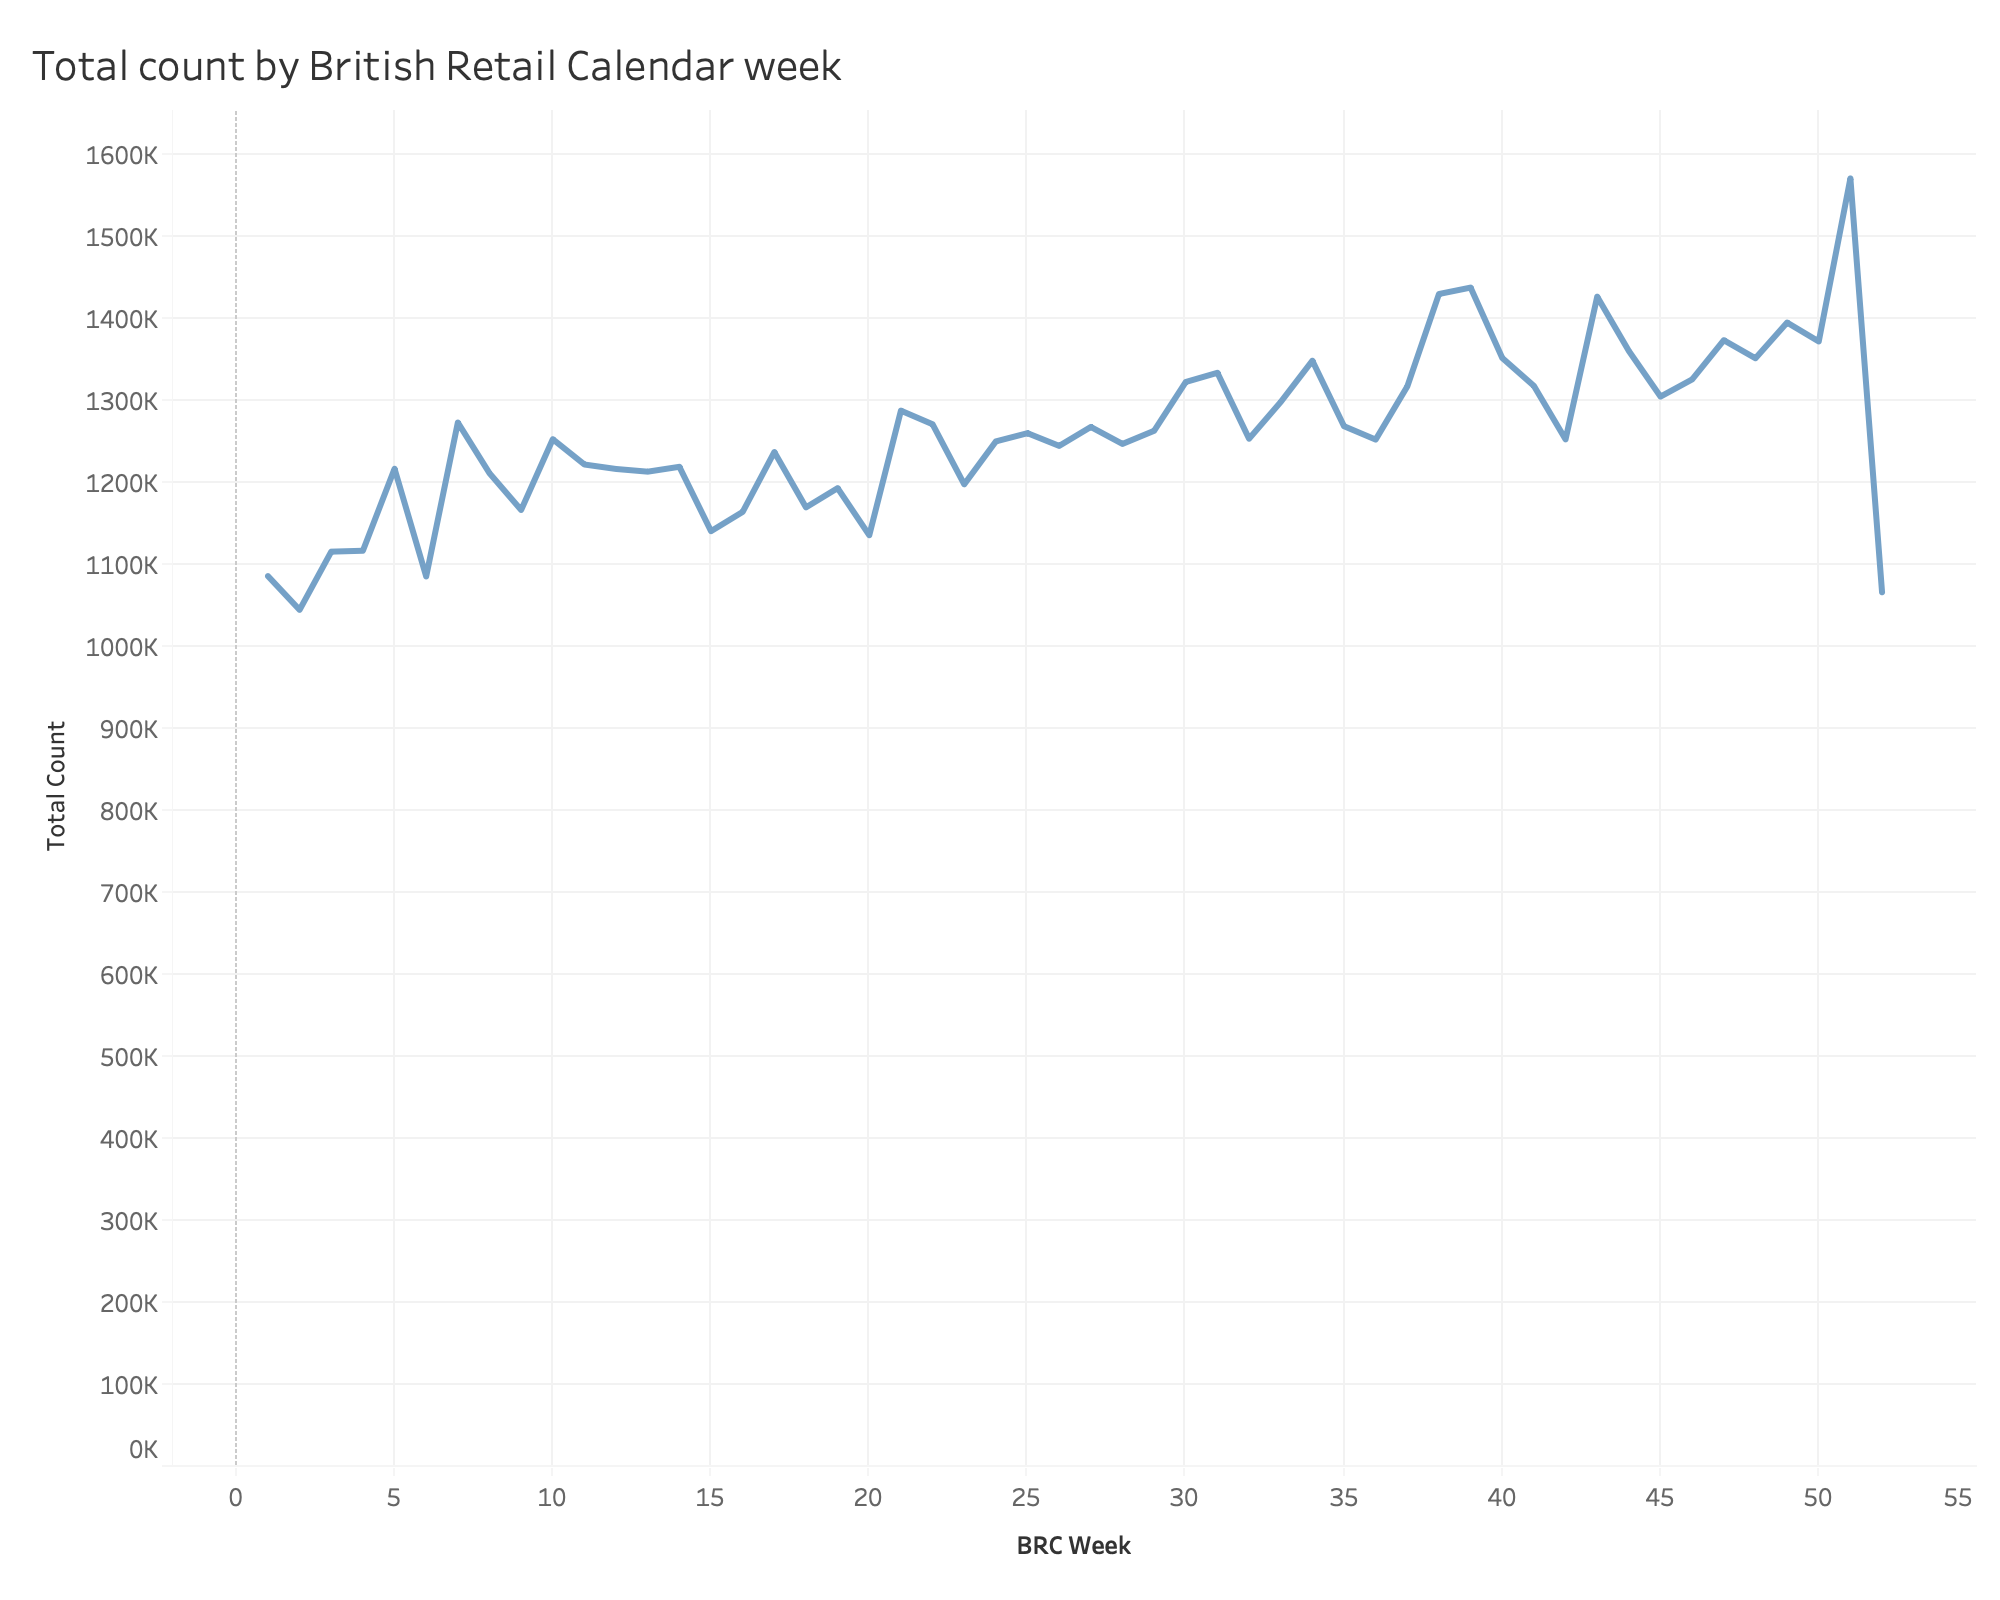 Total count by British Retail Calendar week
1600K
1500K
1400K
1300K
1200K
1100K
1000K
900K
800K
700K
600K
500K
400K
300K
200K
100K
0K
Total Count
0 5 10 15 20 25 30 35 40 45 50 55
BRC Week